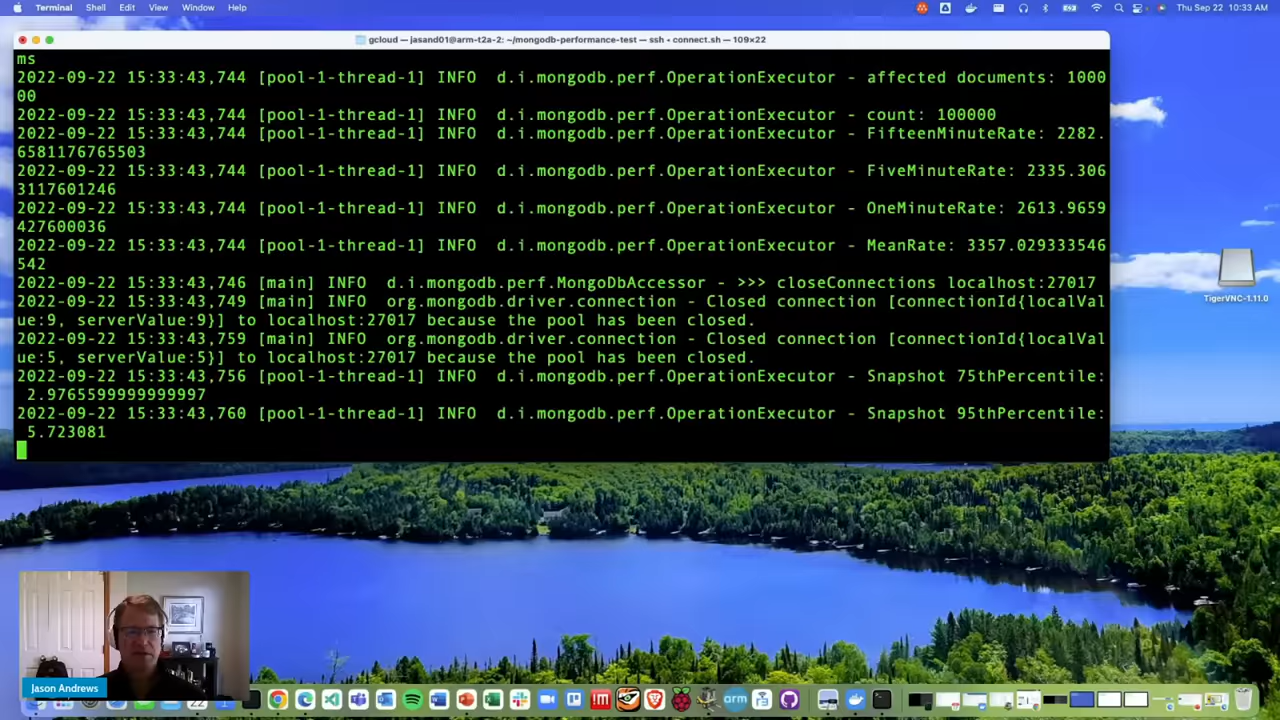 Terminal Shell Edit View Window Help Thu Sep 22 10:33 AM
gcloud — jasand01@arm-t2a-2: ~/mongodb-performance-test — ssh ◂ connect.sh — 109×22
ms
2022-09-22 15:33:43,744 [pool-1-thread-1] INFO  d.i.mongodb.perf.OperationExecutor - affected documents: 1000
00
2022-09-22 15:33:43,744 [pool-1-thread-1] INFO  d.i.mongodb.perf.OperationExecutor - count: 100000
2022-09-22 15:33:43,744 [pool-1-thread-1] INFO  d.i.mongodb.perf.OperationExecutor - FifteenMinuteRate: 2282.
6581176765503
2022-09-22 15:33:43,744 [pool-1-thread-1] INFO  d.i.mongodb.perf.OperationExecutor - FiveMinuteRate: 2335.306
3117601246
2022-09-22 15:33:43,744 [pool-1-thread-1] INFO  d.i.mongodb.perf.OperationExecutor - OneMinuteRate: 2613.9659
427600036
2022-09-22 15:33:43,744 [pool-1-thread-1] INFO  d.i.mongodb.perf.OperationExecutor - MeanRate: 3357.029333546
542
2022-09-22 15:33:43,746 [main] INFO  d.i.mongodb.perf.MongoDbAccessor - >>> closeConnections localhost:27017
2022-09-22 15:33:43,749 [main] INFO  org.mongodb.driver.connection - Closed connection [connectionId{localVal
ue:9, serverValue:9}] to localhost:27017 because the pool has been closed.
2022-09-22 15:33:43,759 [main] INFO  org.mongodb.driver.connection - Closed connection [connectionId{localVal
ue:5, serverValue:5}] to localhost:27017 because the pool has been closed.
2022-09-22 15:33:43,756 [pool-1-thread-1] INFO  d.i.mongodb.perf.OperationExecutor - Snapshot 75thPercentile:
2.9765599999999997
2022-09-22 15:33:43,760 [pool-1-thread-1] INFO  d.i.mongodb.perf.OperationExecutor - Snapshot 95thPercentile:
5.723081
TigerVNC-1.11.0
Jason Andrews
arm